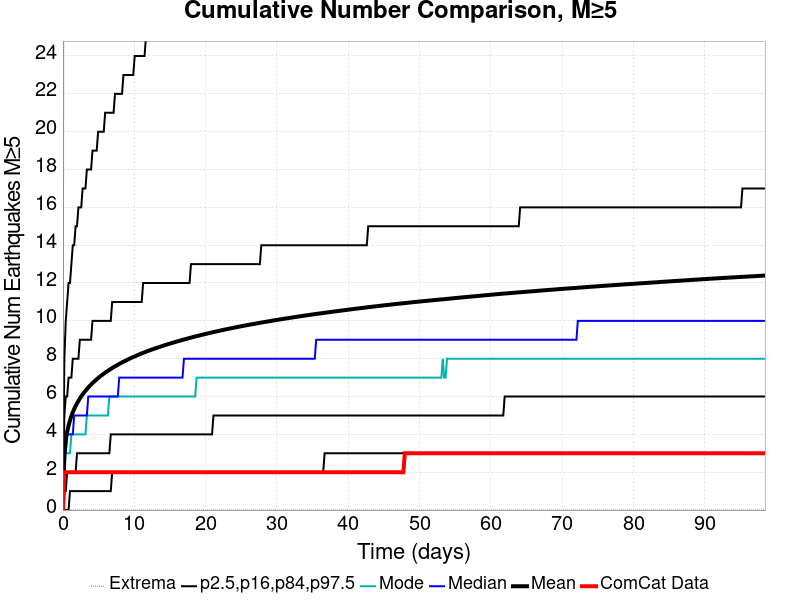 Cumulative Number Comparison, M≥5
Cumulative Num Earthquakes M≥5
24
22
20
18
16
14
12
10
8
6
4
2
0
0 10 20 30 40 50 60 70 80 90
Time (days)
Extrema p2.5,p16,p84,p97.5 Mode Median Mean ComCat Data